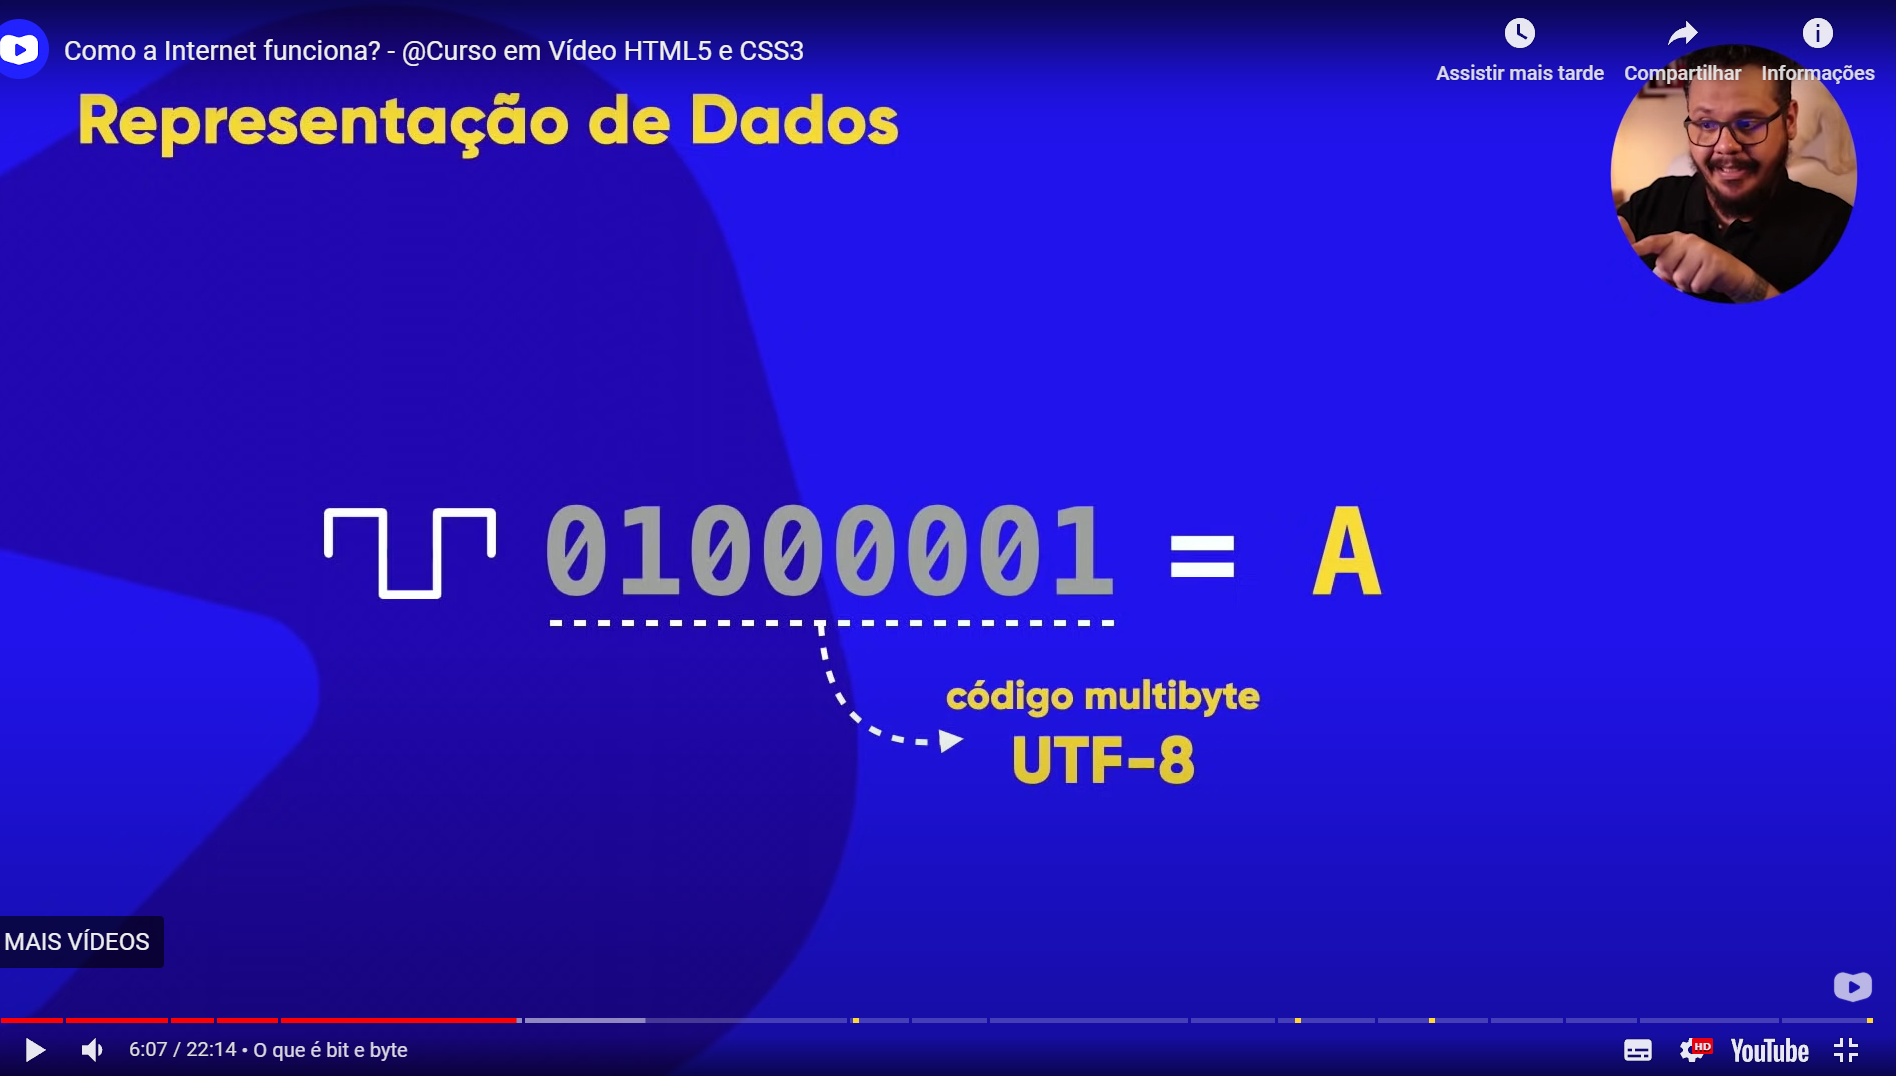 Como a Internet funciona? - @Curso em Vídeo HTML5 e CSS3
Assistir mais tarde
Compartilhar
Informações
Representação de Dados
01000001 = A
código multibyte
UTF-8
MAIS VÍDEOS
6:07 / 22:14 • O que é bit e byte
HD
YouTube